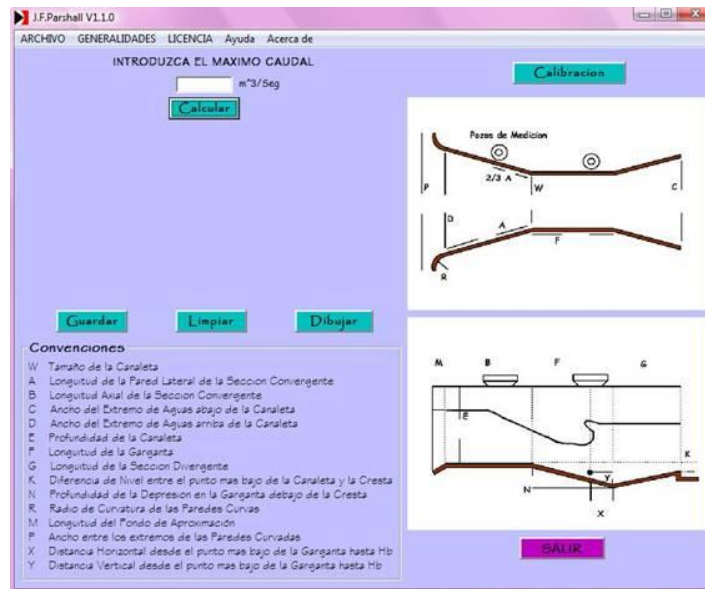 J.F.Parshall V1.1.0
ARCHIVO GENERALIDADES LICENCIA Ayuda Acerca de
INTRODUZCA EL MAXIMO CAUDAL
m^3/Seg
Calcular
Calibracion
Pozos de Medicion
2/3 A
P
W
C
D
A
F
R
Guardar Limpiar Dibujar
Convenciones
W Tamaño de la Canaleta
A Longuitud de la Pared Lateral de la Seccion Convergente
B Longuitud Axial de la Seccion Convergente
C Ancho del Extremo de Aguas abajo de la Canaleta
D Ancho del Extremo de Aguas arriba de la Canaleta
E Profundidad de la Canaleta
F Longuitud de la Garganta
G Longuitud de la Seccion Divergente
K Diferencia de Nivel entre el punto mas bajo de la Canaleta y la Cresta
N Profundidad de la Depresion en la Garganta debajo de la Cresta
R Radio de Curvatura de las Paredes Curvas
M Longuitud del Fondo de Aproximación
P Ancho entre los extremos de las Paredes Curvadas
X Distancia Horizontal desde el punto mas bajo de la Garganta hasta Hb
Y Distancia Vertical desde el punto mas bajo de la Garganta hasta Hb
M B F G
E
K
Y
N
X
SALIR